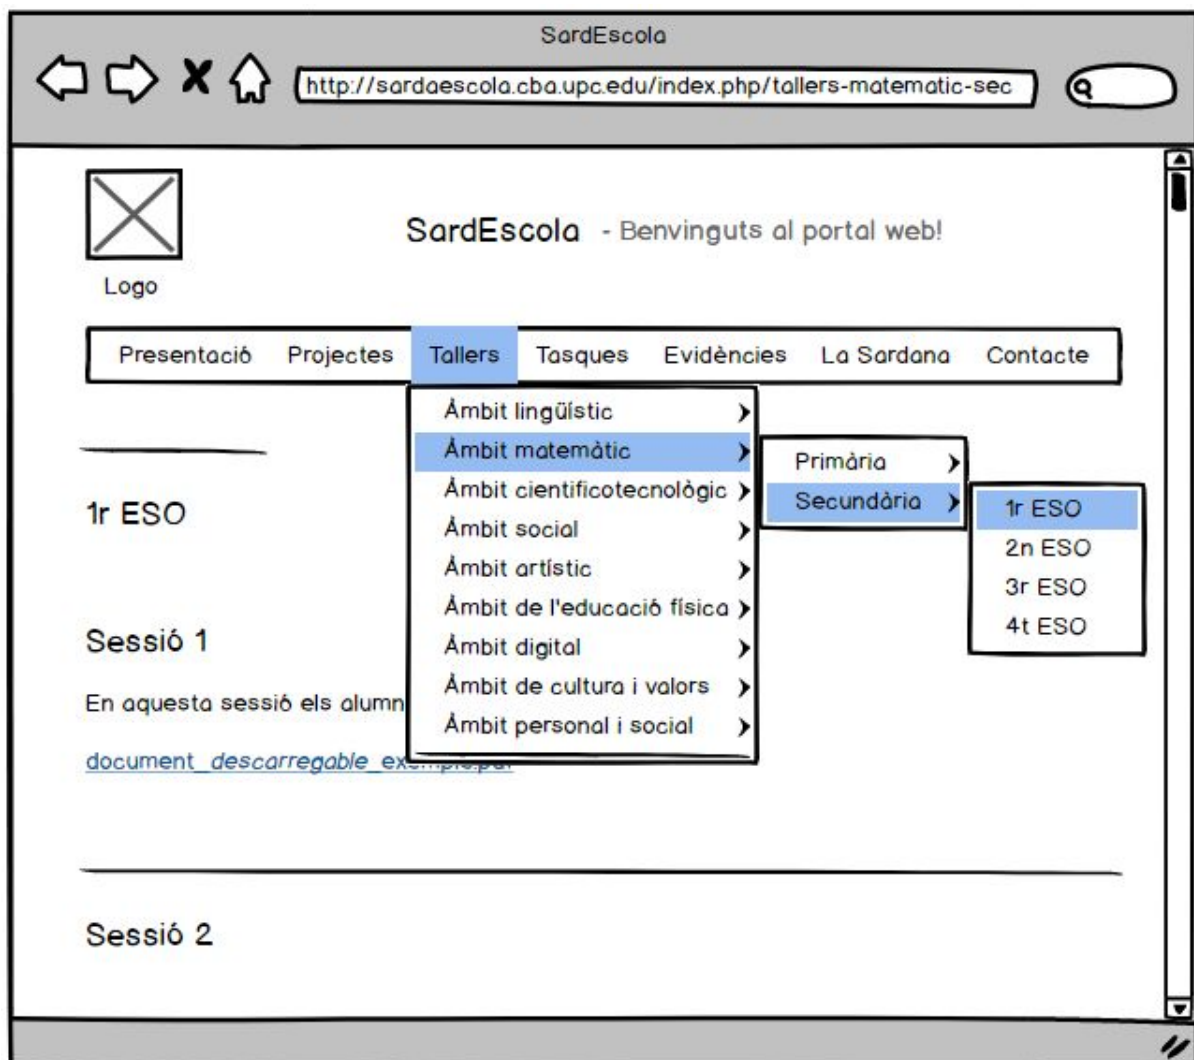 SardEscola
http://sardaescola.cba.upc.edu/index.php/tallers-matematic-sec
SardEscola - Benvinguts al portal web!
Logo
Presentació Projectes Tallers Tasques Evidències La Sardana Contacte
Àmbit lingüístic
Àmbit matemàtic
Àmbit cientificotecnològic
Àmbit social
Àmbit artístic
Àmbit de l'educació física
Àmbit digital
Àmbit de cultura i valors
Àmbit personal i social
Primària
Secundària
1r ESO
2n ESO
3r ESO
4t ESO
1r ESO
Sessió 1
En aquesta sessió els alumn
document_descarregable_ex
Sessió 2